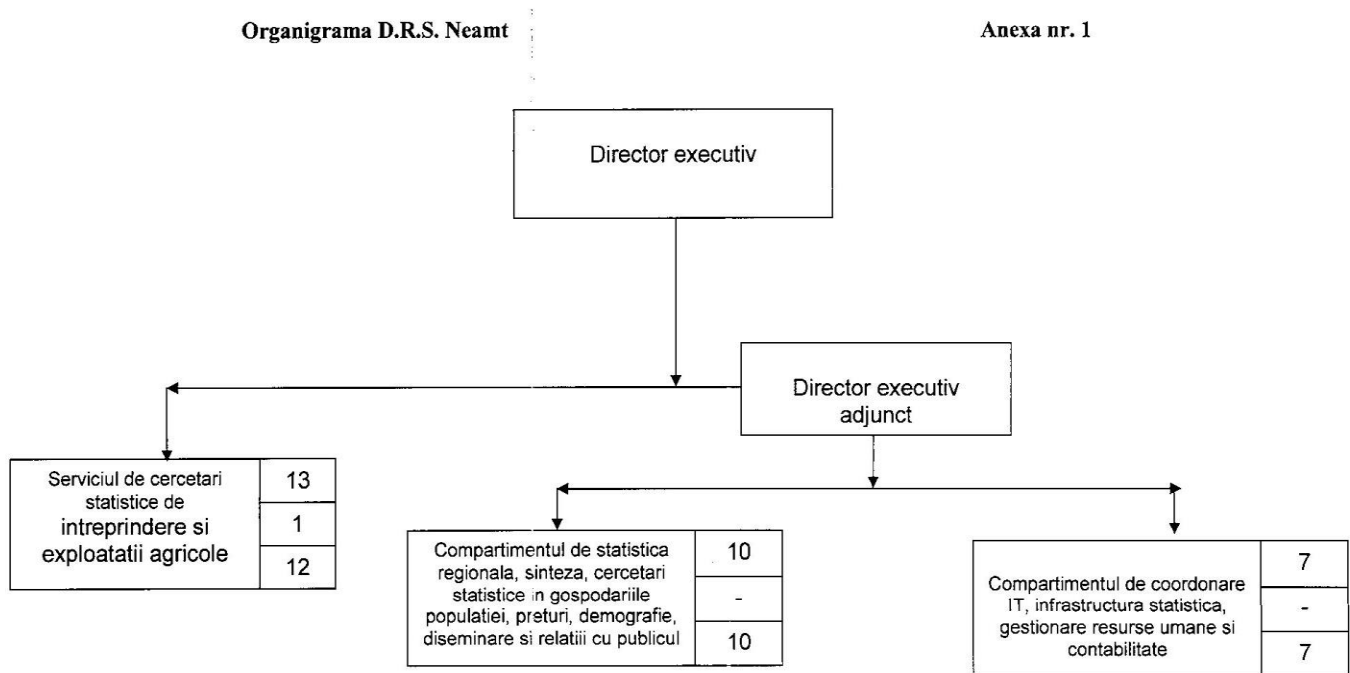 Organigrama D.R.S. Neamt
Anexa nr. 1
Director executiv
Director executiv
adjunct
Serviciul de cercetari
statistice de
intreprindere si
exploatatii agricole
13
1
12
Compartimentul de statistica
regionala, sinteza, cercetari
statistice in gospodariile
populatiei, preturi, demografie,
diseminare si relatiii cu publicul
10
-
10
Compartimentul de coordonare
IT, infrastructura statistica,
gestionare resurse umane si
contabilitate
7
-
7